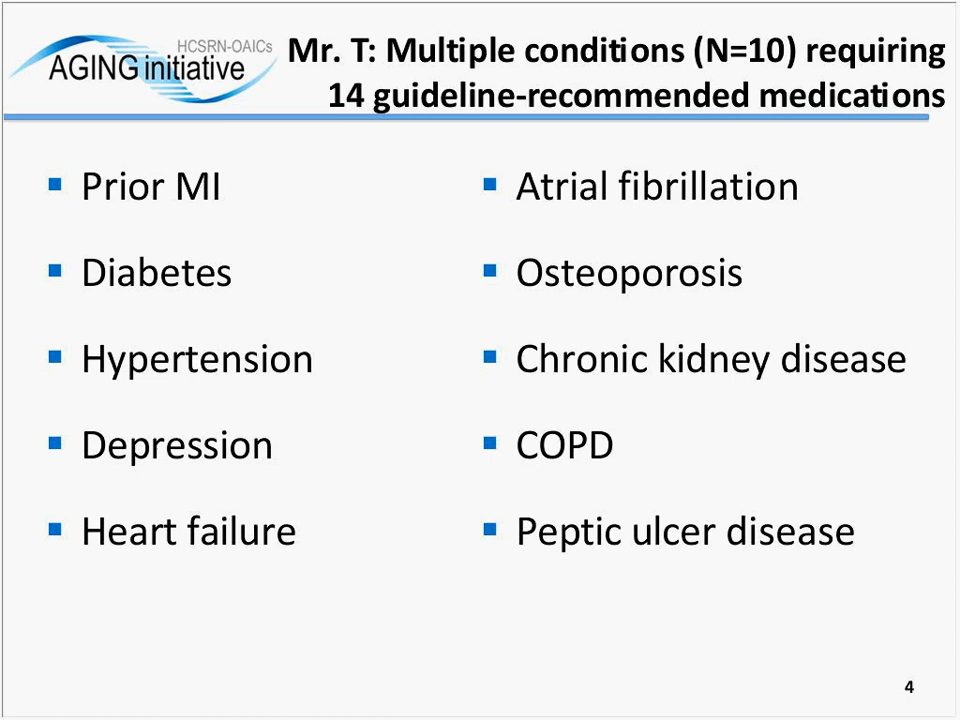 HCSRN-OAICs
AGING initiative
Mr. T: Multiple conditions (N=10) requiring
14 guideline-recommended medications
▪ Prior MI
▪ Diabetes
▪ Hypertension
▪ Depression
▪ Heart failure
▪ Atrial fibrillation
▪ Osteoporosis
▪ Chronic kidney disease
▪ COPD
▪ Peptic ulcer disease
4